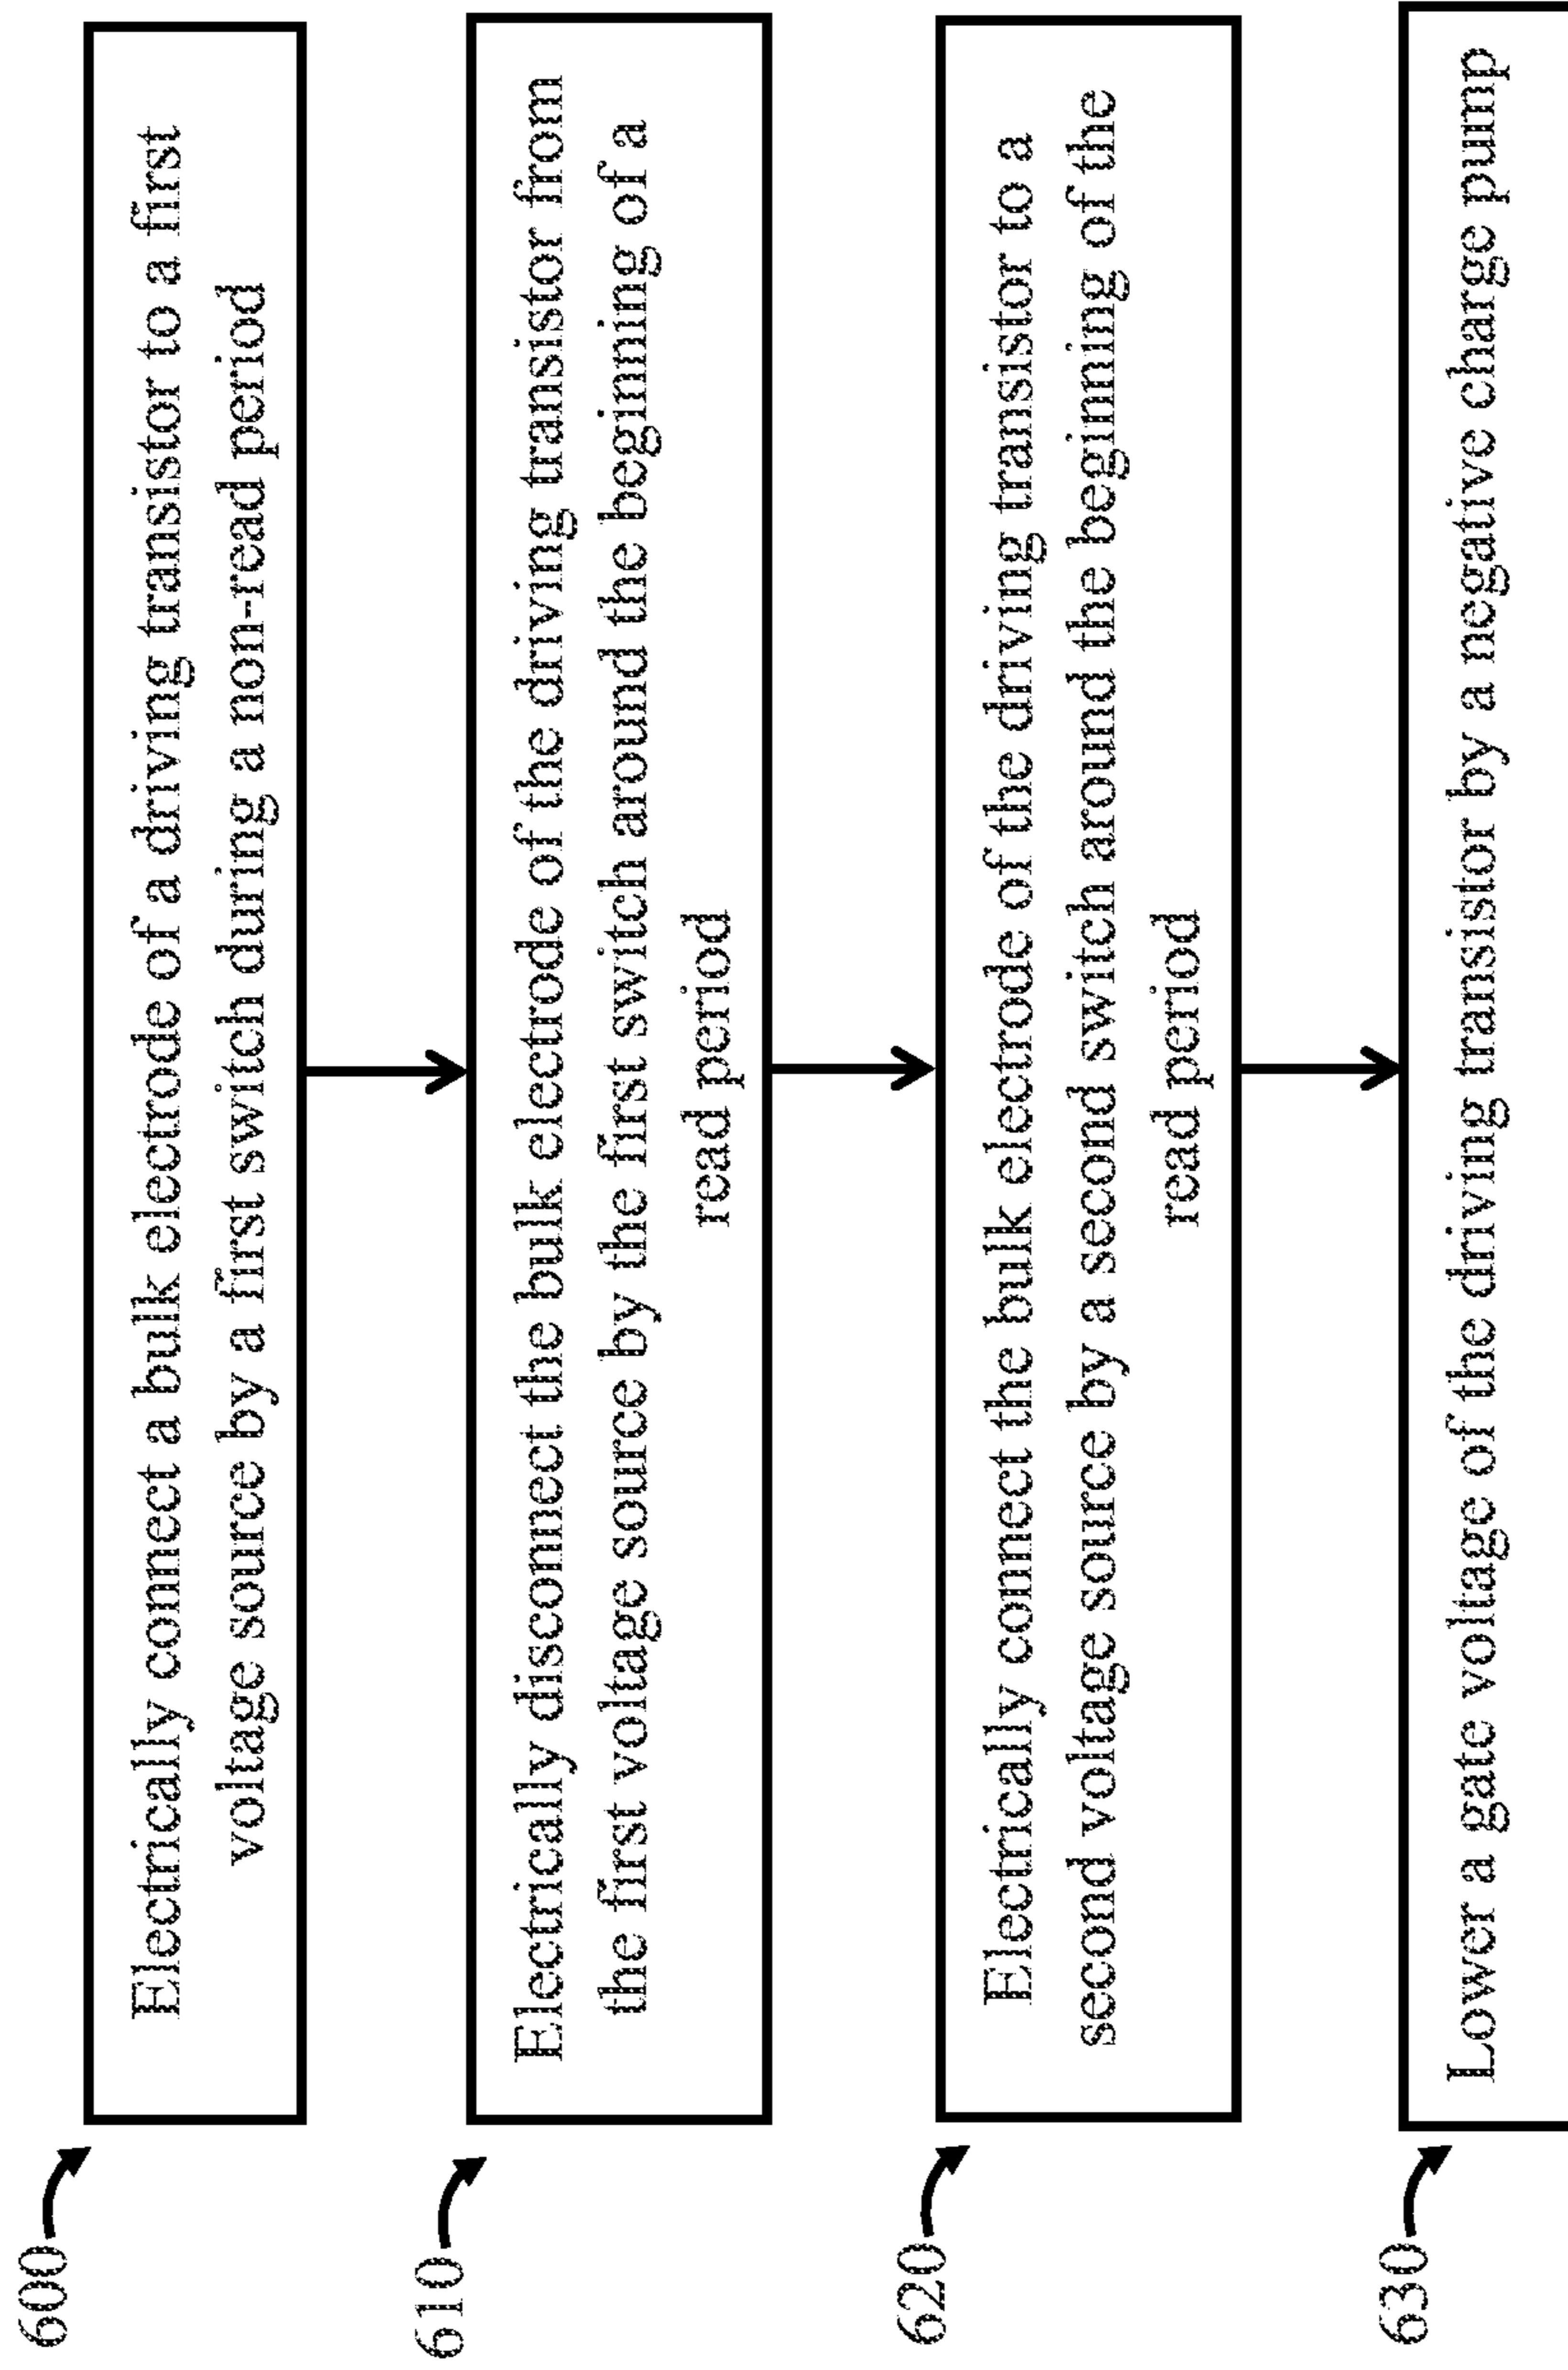 600
Electrically connect a bulk electrode of a driving transistor to a first
voltage source by a first switch during a non-read period
610
Electrically disconnect the bulk electrode of the driving transistor from
the first voltage source by the first switch around the beginning of a
read period
620
Electrically connect the bulk electrode of the driving transistor to a
second voltage source by a second switch around the beginning of the
read period
630
Lower a gate voltage of the driving transistor by a negative charge pump